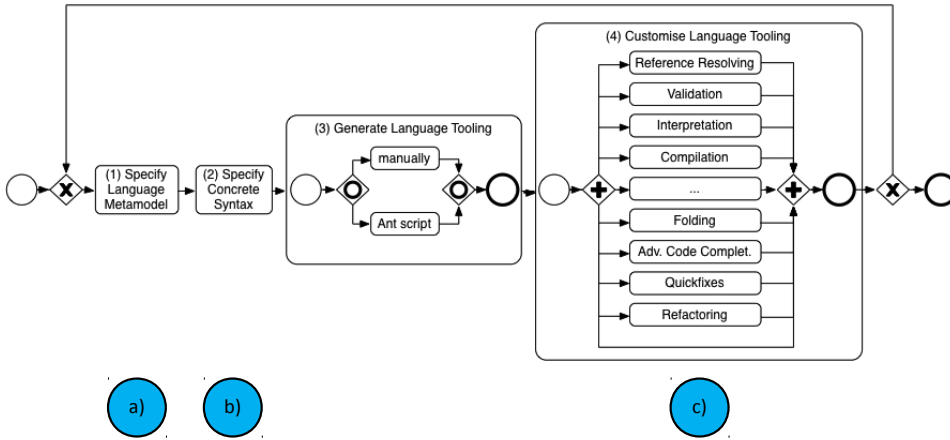 (4) Customise Language Tooling
Reference Resolving
Validation
(3) Generate Language Tooling
Interpretation
manually
Compilation
(1) Specify
Language
Metamodel
(2) Specify
Concrete
Syntax
...
Ant script
Folding
Adv. Code Complet.
Quickfixes
Refactoring
a)
b)
c)